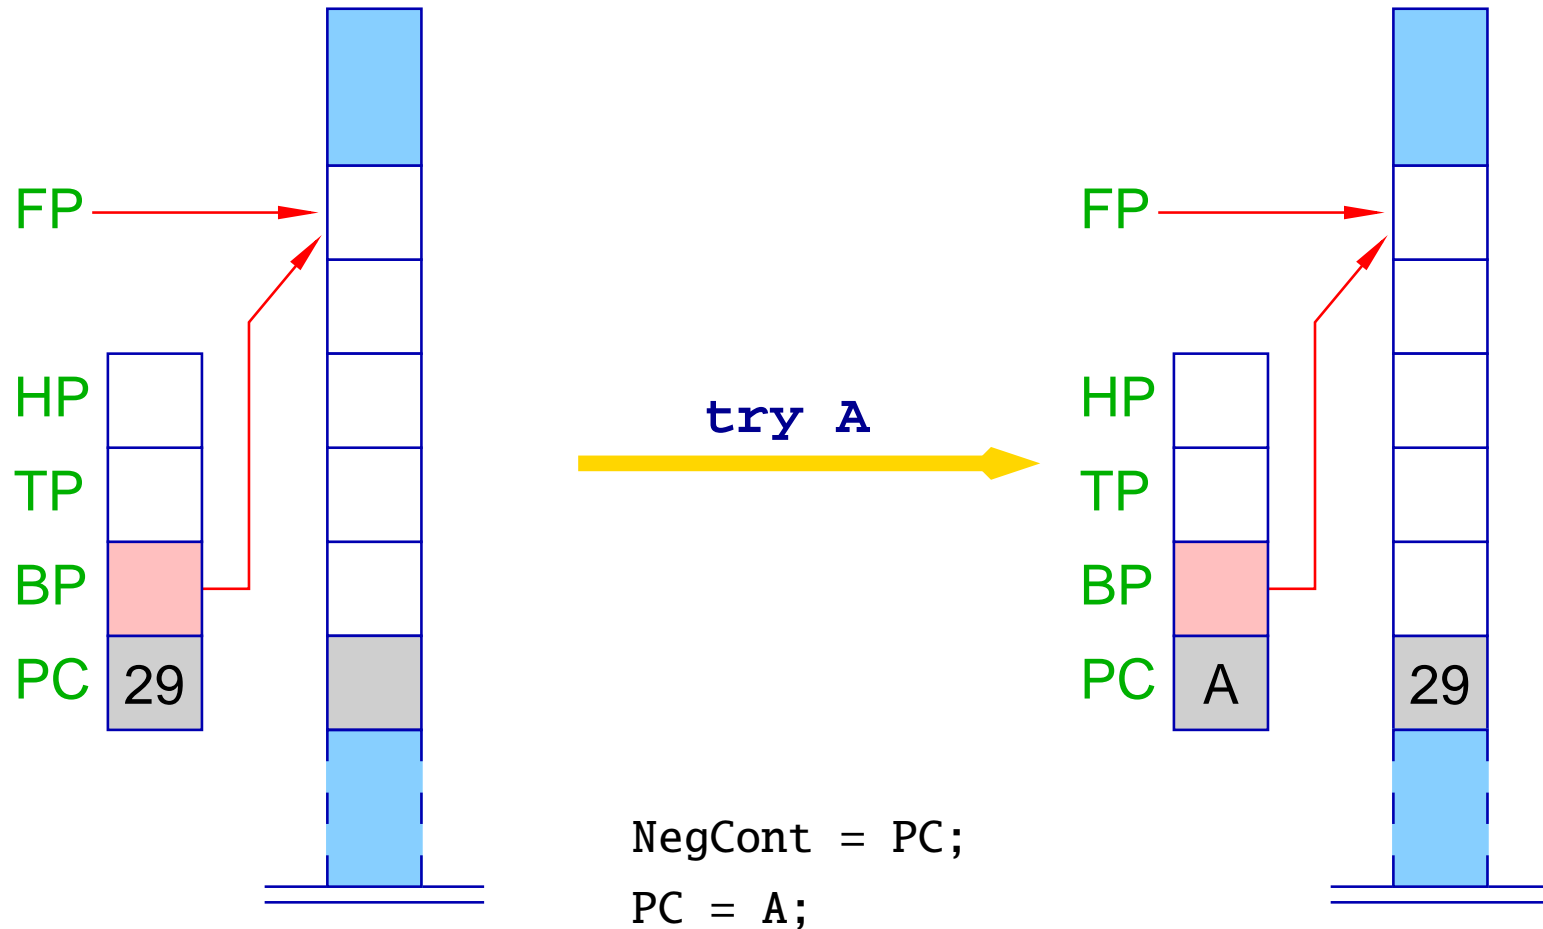 FP
HP
TP
BP
PC 29
try A
FP
HP
TP
BP
PC A 29
NegCont = PC;
PC = A;